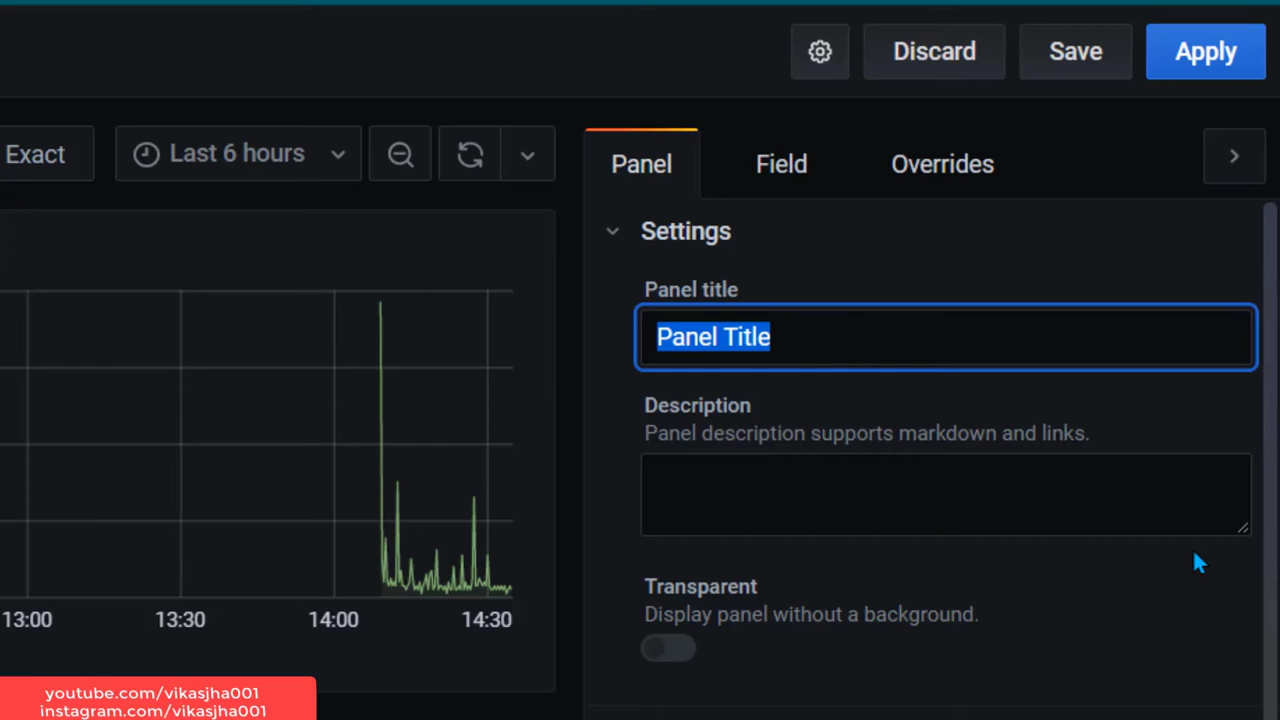 Discard Save Apply
Exact Last 6 hours
Panel Field Overrides
Settings
Panel title
Panel Title
Description
Panel description supports markdown and links.
Transparent
Display panel without a background.
13:00 13:30 14:00 14:30
youtube.com/vikasjha001
instagram.com/vikasjha001